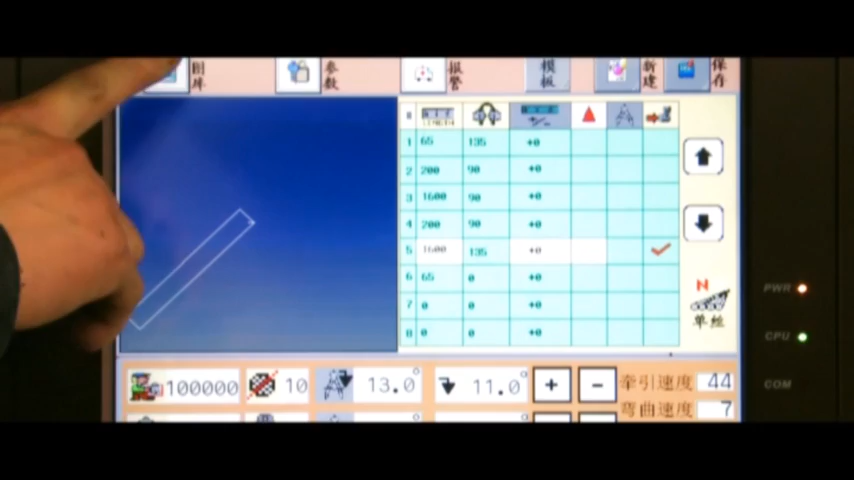 图库 参数 报警 模板 新建 保存
1 65 135 +0
2 200 90 +0
3 1600 90 +0
4 200 90 +0
5 1600 135 +0
6 65 0 +0
7 0 0 +0
8 0 0 +0
N
单丝
PWR
CPU
COM
100000 10 13.0° 11.0° + - 牵引速度 44
弯曲速度 7